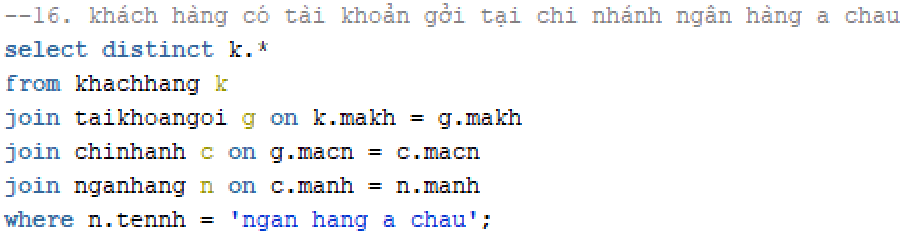 --16. khách hàng có tài khoản gởi tại chi nhánh ngân hàng a chau
select distinct k.*
from khachhang k
join taikhoangoi g on k.makh = g.makh
join chinhanh c on g.macn = c.macn
join nganhang n on c.manh = n.manh
where n.tennh = 'ngan hang a chau';